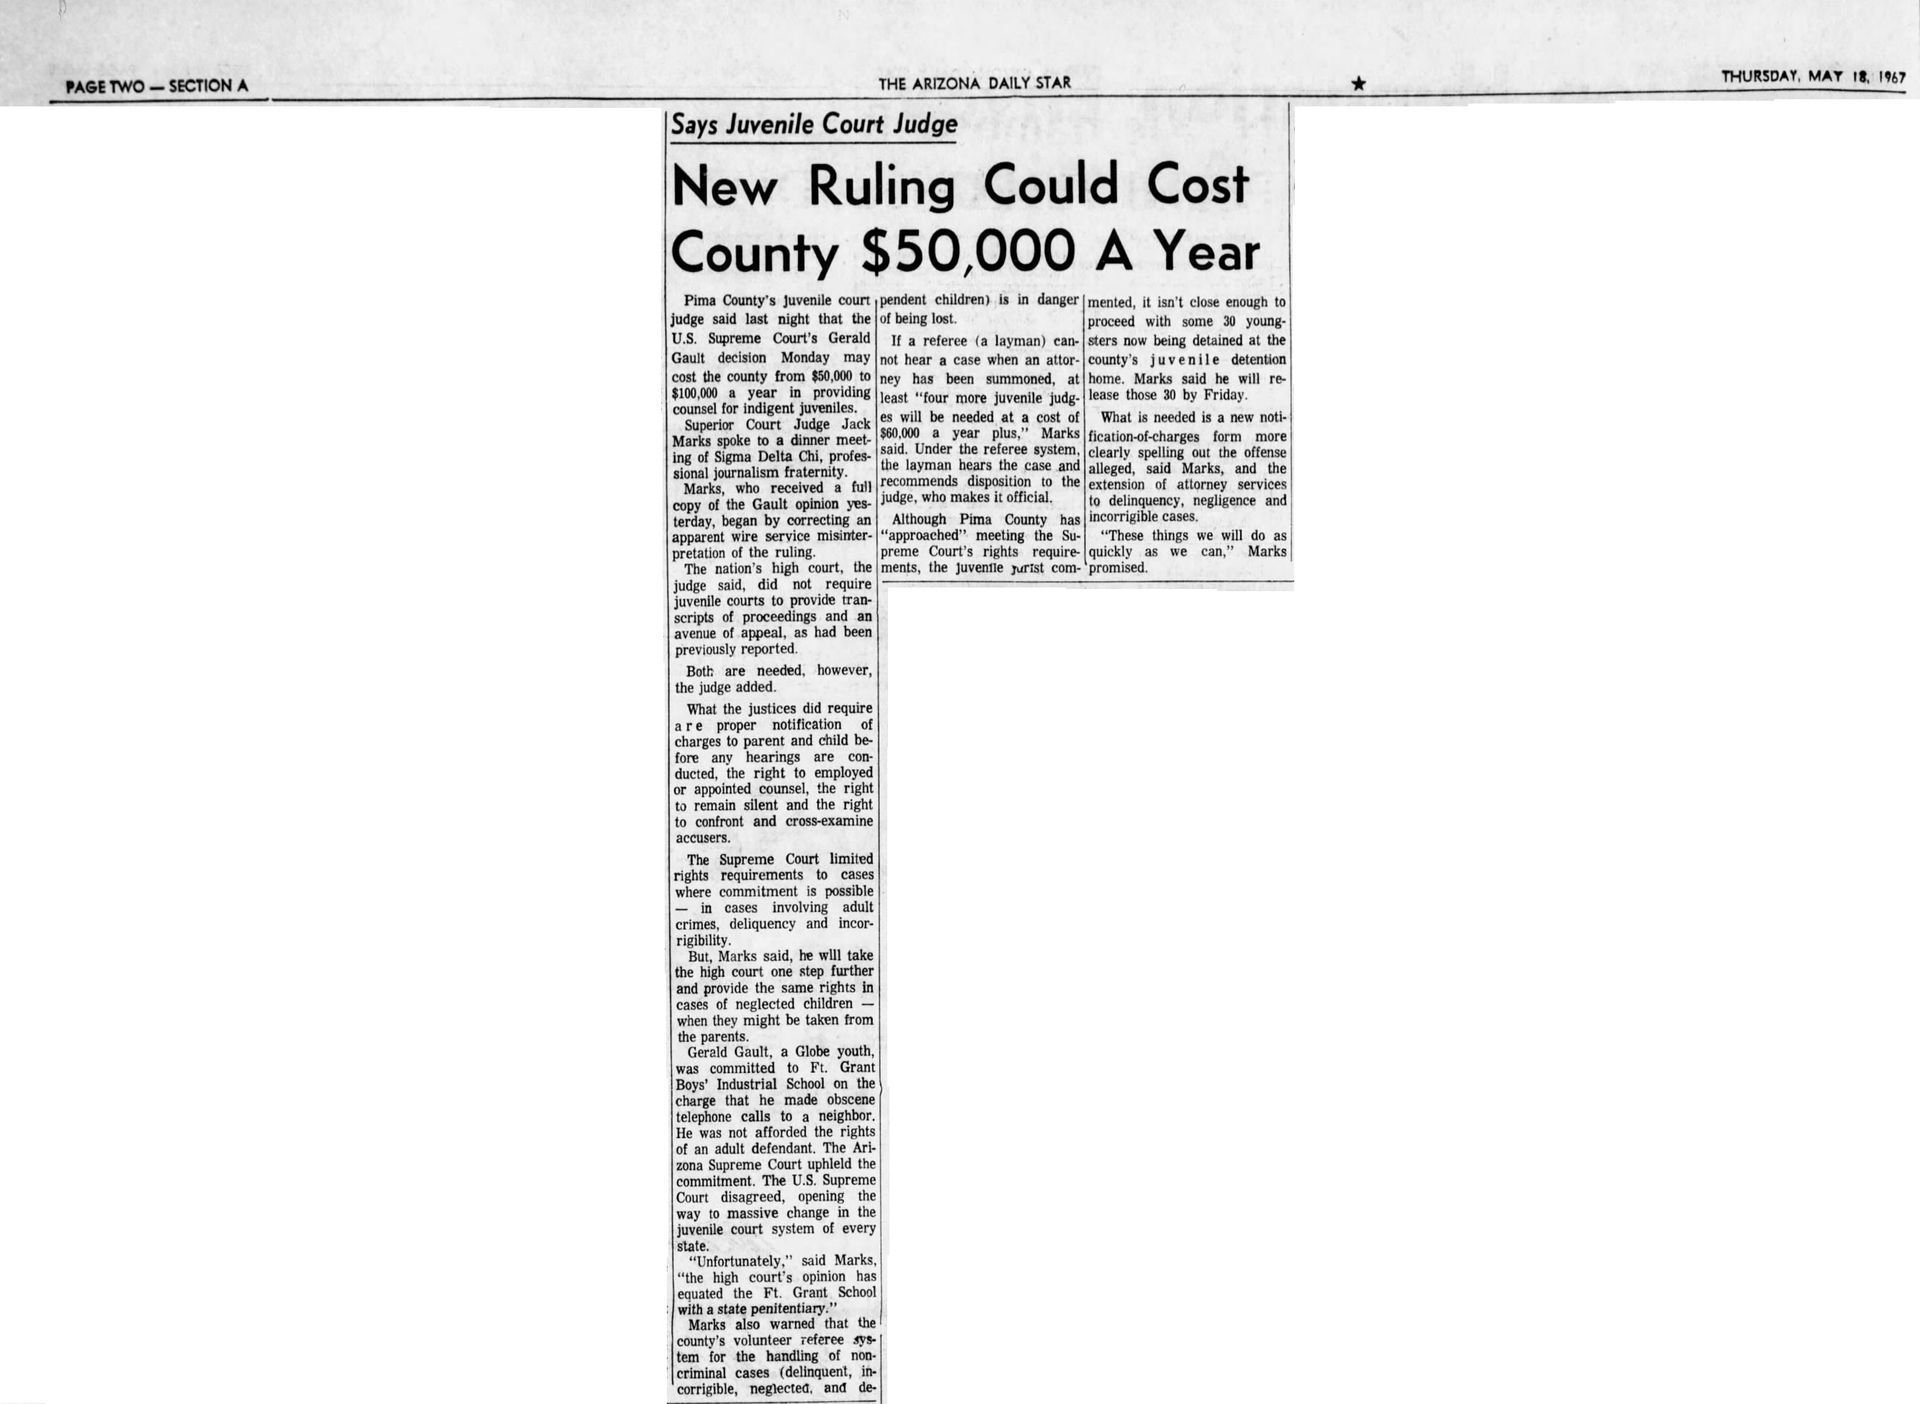 PAGE TWO — SECTION A
THE ARIZONA DAILY STAR
THURSDAY, MAY 18, 1967
Says Juvenile Court Judge
New Ruling Could Cost
County $50,000 A Year
Pima County's juvenile court
judge said last night that the
U.S. Supreme Court's Gerald
Gault decision Monday may
cost the county from $50,000 to
$100,000 a year in providing
counsel for indigent juveniles.
Superior Court Judge Jack
Marks spoke to a dinner meet-
ing of Sigma Delta Chi, profes-
sional journalism fraternity.
Marks, who received a full
copy of the Gault opinion yes-
terday, began by correcting an
apparent wire service misinter-
pretation of the ruling.
The nation's high court, the
judge said, did not require
juvenile courts to provide tran-
scripts of proceedings and an
avenue of appeal, as had been
previously reported.
Both are needed, however,
the judge added.
What the justices did require
are proper notification of
charges to parent and child be-
fore any hearings are con-
ducted, the right to employed
or appointed counsel, the right
to remain silent and the right
to confront and cross-examine
accusers.
The Supreme Court limited
rights requirements to cases
where commitment is possible
— in cases involving adult
crimes, deliquency and incor-
rigibility.
But, Marks said, he will take
the high court one step further
and provide the same rights in
cases of neglected children —
when they might be taken from
the parents.
Gerald Gault, a Globe youth,
was committed to Ft. Grant
Boys' Industrial School on the
charge that he made obscene
telephone calls to a neighbor.
He was not afforded the rights
of an adult defendant. The Ari-
zona Supreme Court uphleld the
commitment. The U.S. Supreme
Court disagreed, opening the
way to massive change in the
juvenile court system of every
state.
"Unfortunately," said Marks,
"the high court's opinion has
equated the Ft. Grant School
with a state penitentiary."
Marks also warned that the
county's volunteer referee sys-
tem for the handling of non-
criminal cases (delinquent, in-
corrigible, neglected, and de-
pendent children) is in danger
of being lost.
If a referee (a layman) can-
not hear a case when an attor-
ney has been summoned, at
least "four more juvenile judg-
es will be needed at a cost of
$60,000 a year plus," Marks
said. Under the referee system,
the layman hears the case and
recommends disposition to the
judge, who makes it official.
Although Pima County has
"approached" meeting the Su-
preme Court's rights require-
ments, the juvenile jurist com-
mented, it isn't close enough to
proceed with some 30 young-
sters now being detained at the
county's juvenile detention
home. Marks said he will re-
lease those 30 by Friday.
What is needed is a new noti-
fication-of-charges form more
clearly spelling out the offense
alleged, said Marks, and the
extension of attorney services
to delinquency, negligence and
incorrigible cases.
"These things we will do as
quickly as we can," Marks
promised.